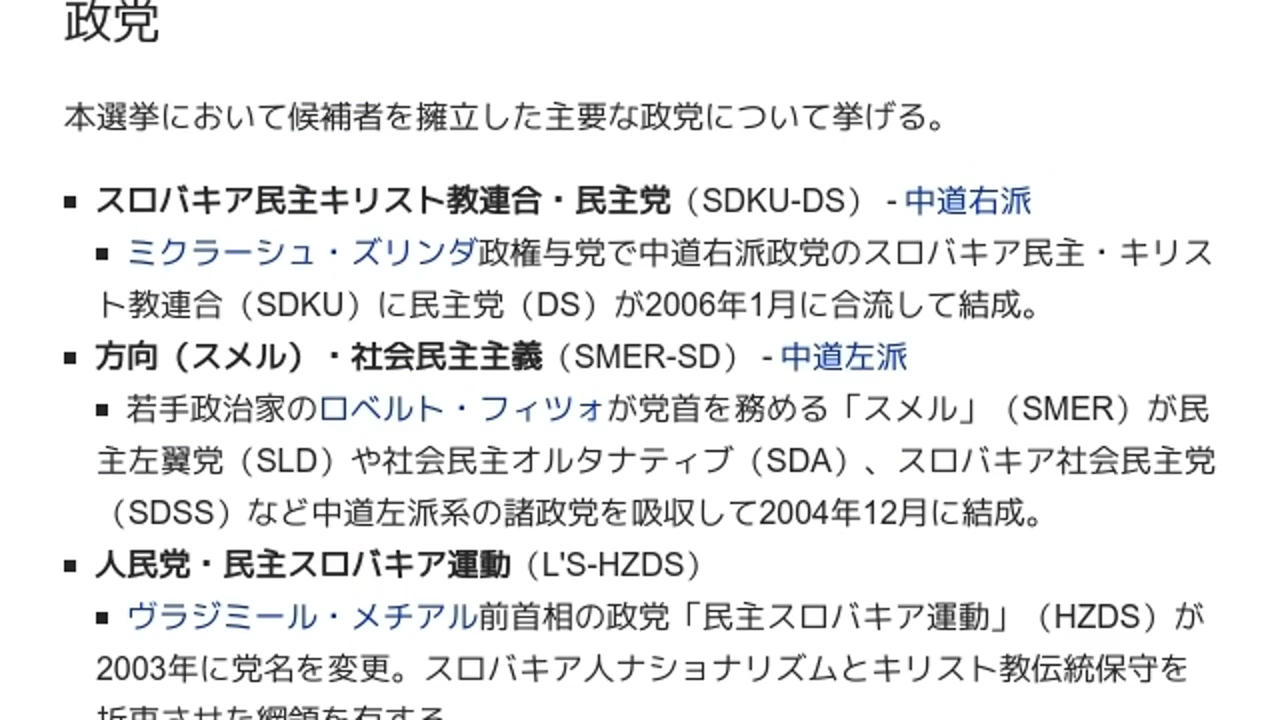 政党
本選挙において候補者を擁立した主要な政党について挙げる。
▪ スロバキア民主キリスト教連合・民主党（SDKU-DS） - 中道右派
▪ ミクラーシュ・ズリンダ政権与党で中道右派政党のスロバキア民主・キリス
ト教連合（SDKU）に民主党（DS）が2006年1月に合流して結成。
▪ 方向（スメル）・社会民主主義（SMER-SD） - 中道左派
▪ 若手政治家のロベルト・フィツォが党首を務める「スメル」（SMER）が民
主左翼党（SLD）や社会民主オルタナティブ（SDA）、スロバキア社会民主党
（SDSS）など中道左派系の諸政党を吸収して2004年12月に結成。
▪ 人民党・民主スロバキア運動（L'S-HZDS）
▪ ヴラジミール・メチアル前首相の政党「民主スロバキア運動」（HZDS）が
2003年に党名を変更。スロバキア人ナショナリズムとキリスト教伝統保守を
させた綱領を有する